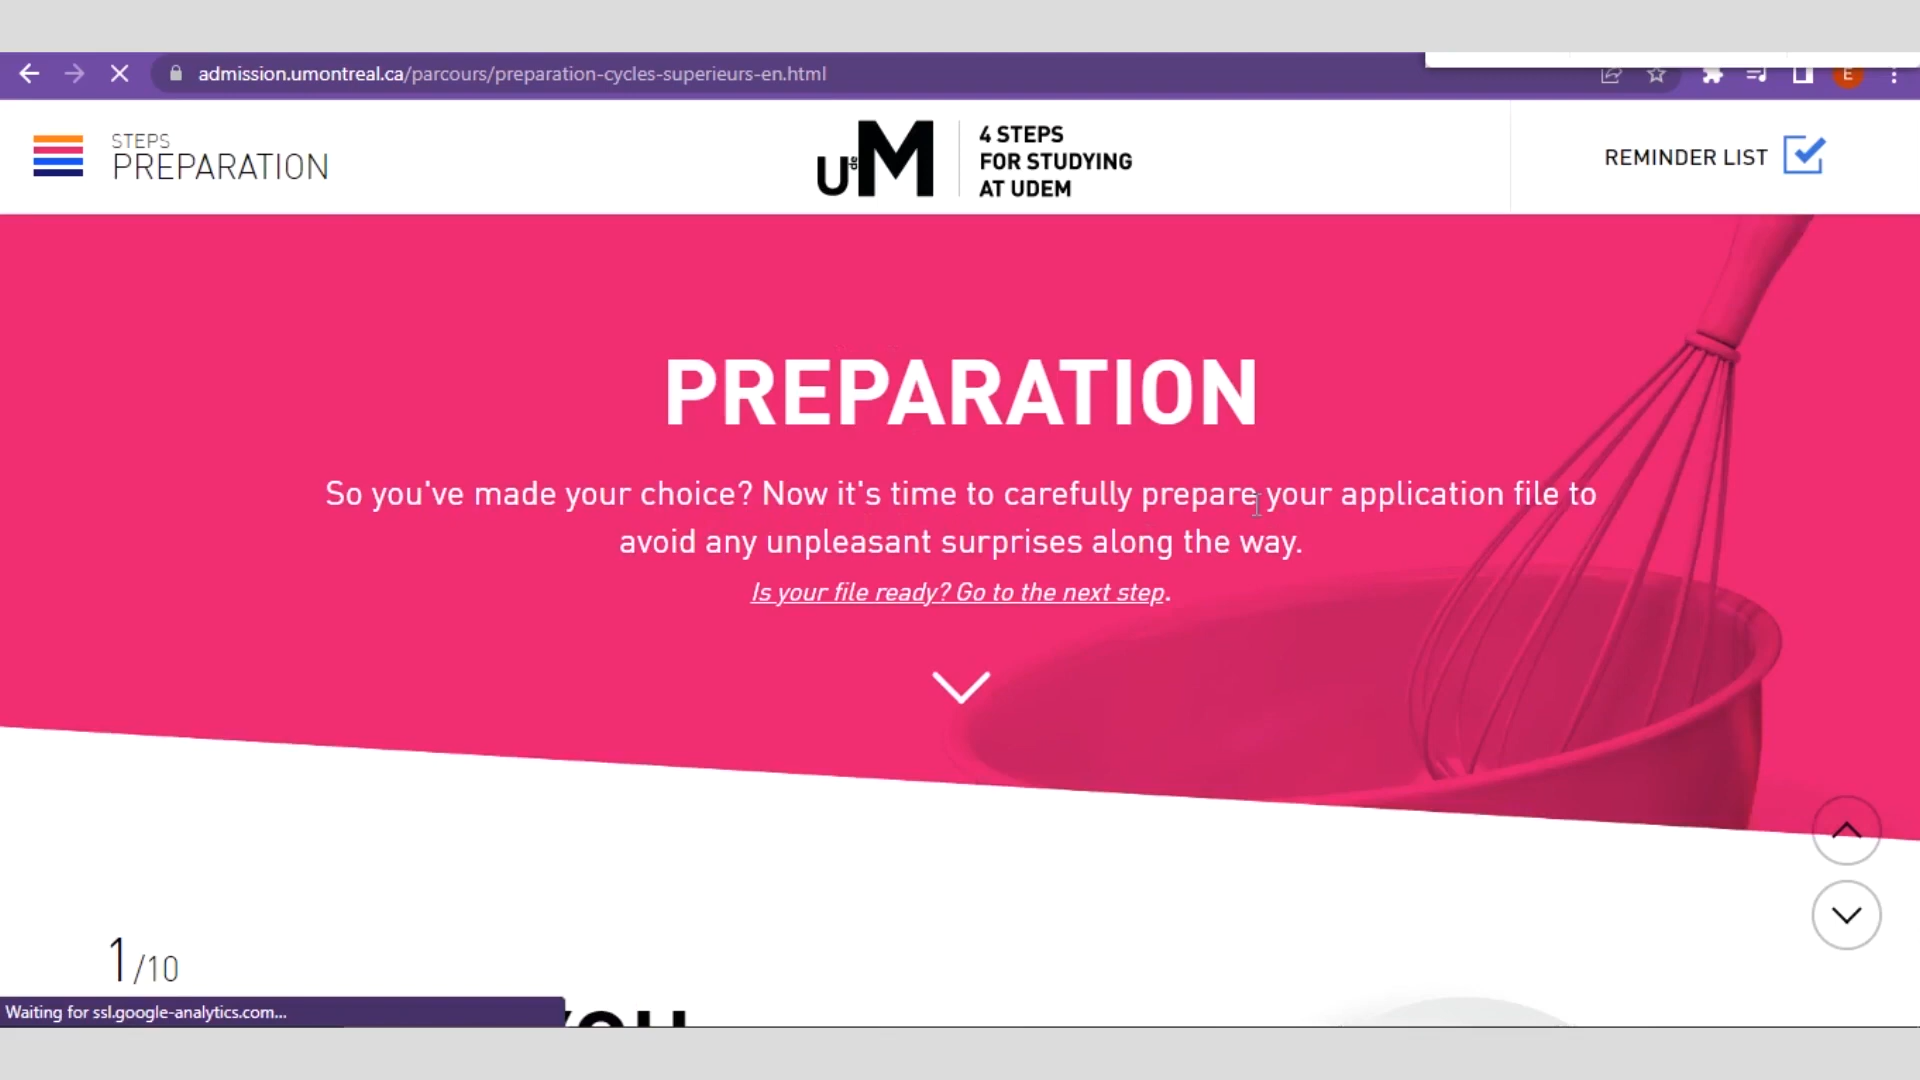 admission.umontreal.ca/parcours/preparation-cycles-superieurs-en.html
E
STEPS
PREPARATION
UdeM
4 STEPS
FOR STUDYING
AT UDEM
REMINDER LIST
PREPARATION
So you've made your choice? Now it's time to carefully prepare your application file to
avoid any unpleasant surprises along the way.
Is your file ready? Go to the next step.
1/10
Waiting for ssl.google-analytics.com...